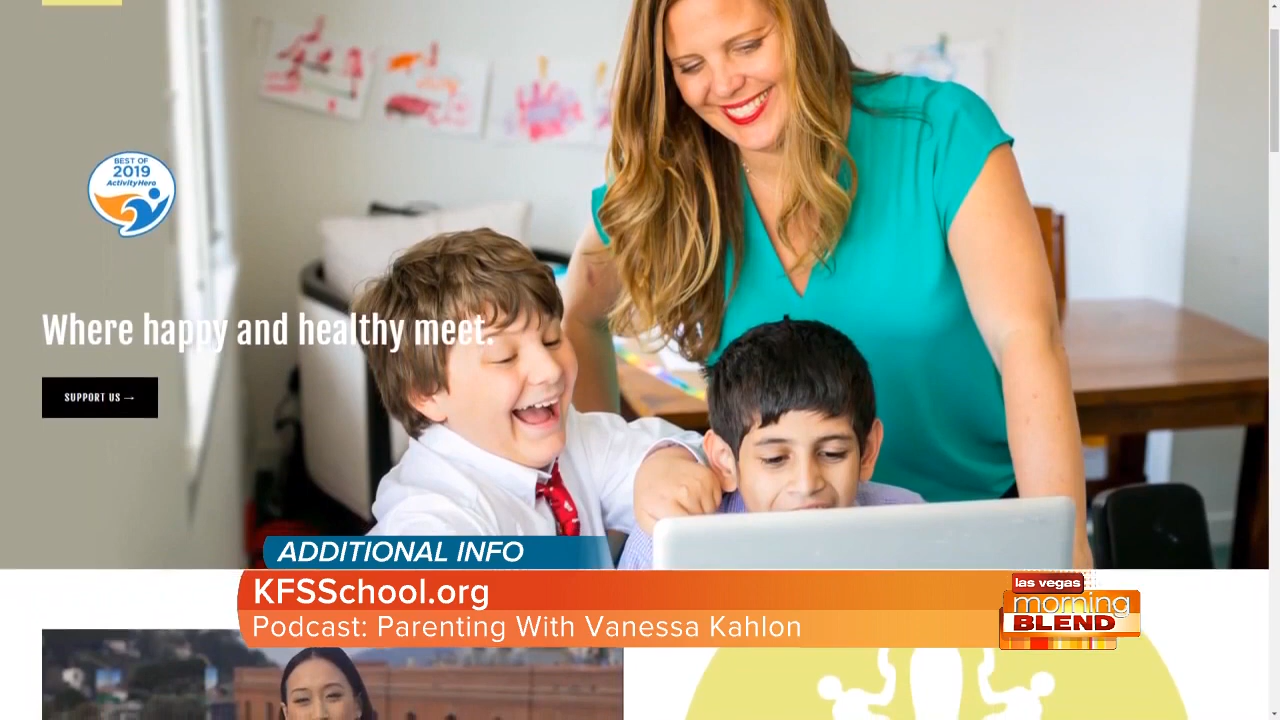 BEST OF
2019
ActivityHero
Where happy and healthy meet.
SUPPORT US →
ADDITIONAL INFO
KFSSchool.org
Podcast: Parenting With Vanessa Kahlon
las vegas
morning
BLEND